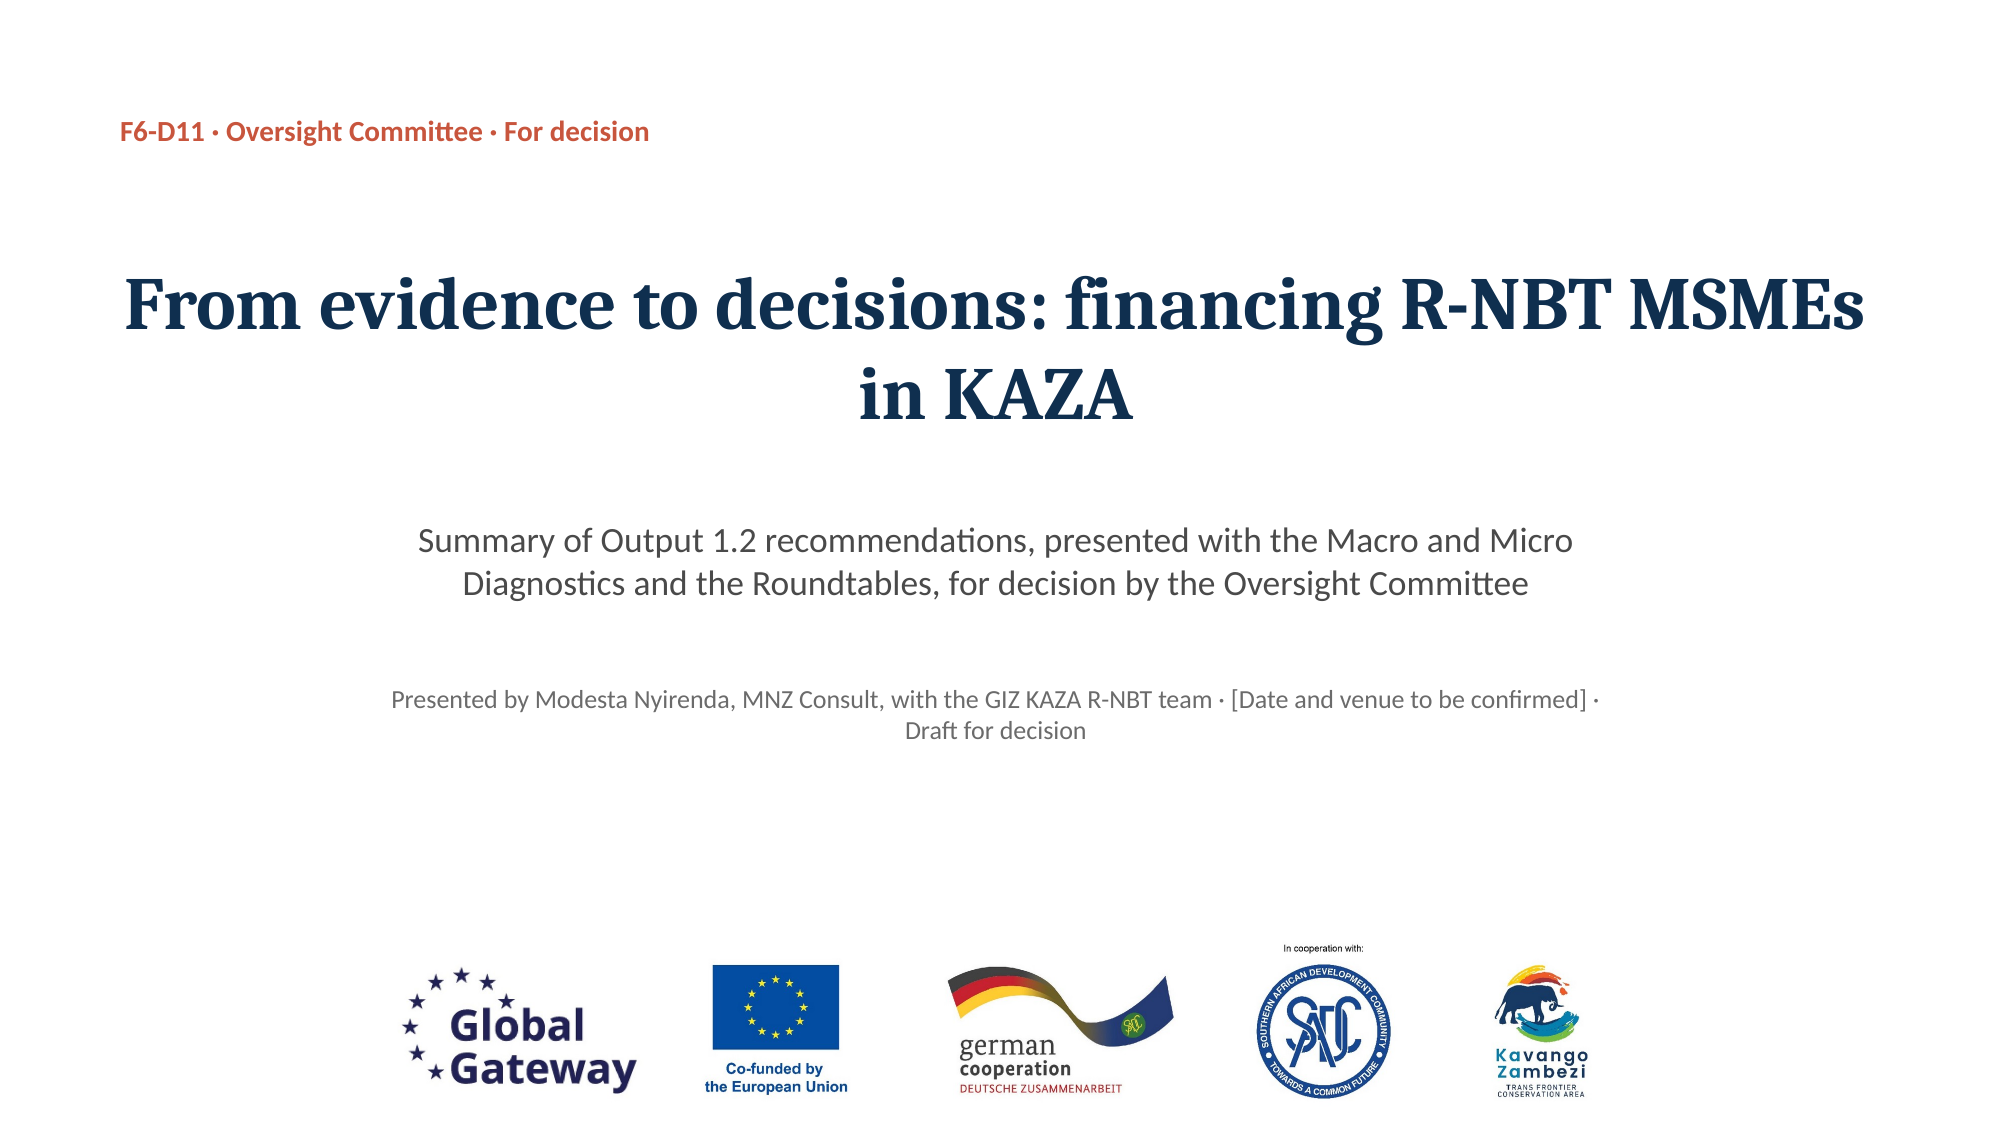 F6-D11 · Oversight Committee · For decision
From evidence to decisions: financing R-NBT MSMEs
in KAZA
Summary of Output 1.2 recommendations, presented with the Macro and Micro
Diagnostics and the Roundtables, for decision by the Oversight Committee
Presented by Modesta Nyirenda, MNZ Consult, with the GIZ KAZA R-NBT team · [Date and venue to be confirmed] ·
Draft for decision
Global
Gateway
Co-funded by
the European Union
SADC
german
cooperation
DEUTSCHE ZUSAMMENARBEIT
In cooperation with:
SOUTHERN AFRICAN DEVELOPMENT COMMUNITY
SADC
TOWARDS A COMMON FUTURE
Kavango
Zambezi
TRANS FRONTIER
CONSERVATION AREA